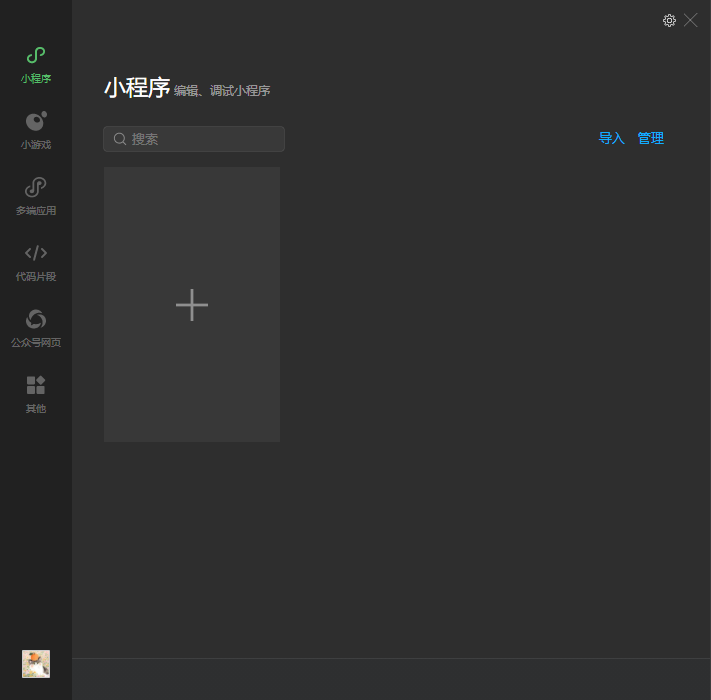 小程序
小游戏
多端应用
代码片段
公众号网页
其他
小程序 编辑、调试小程序
搜索
导入 管理